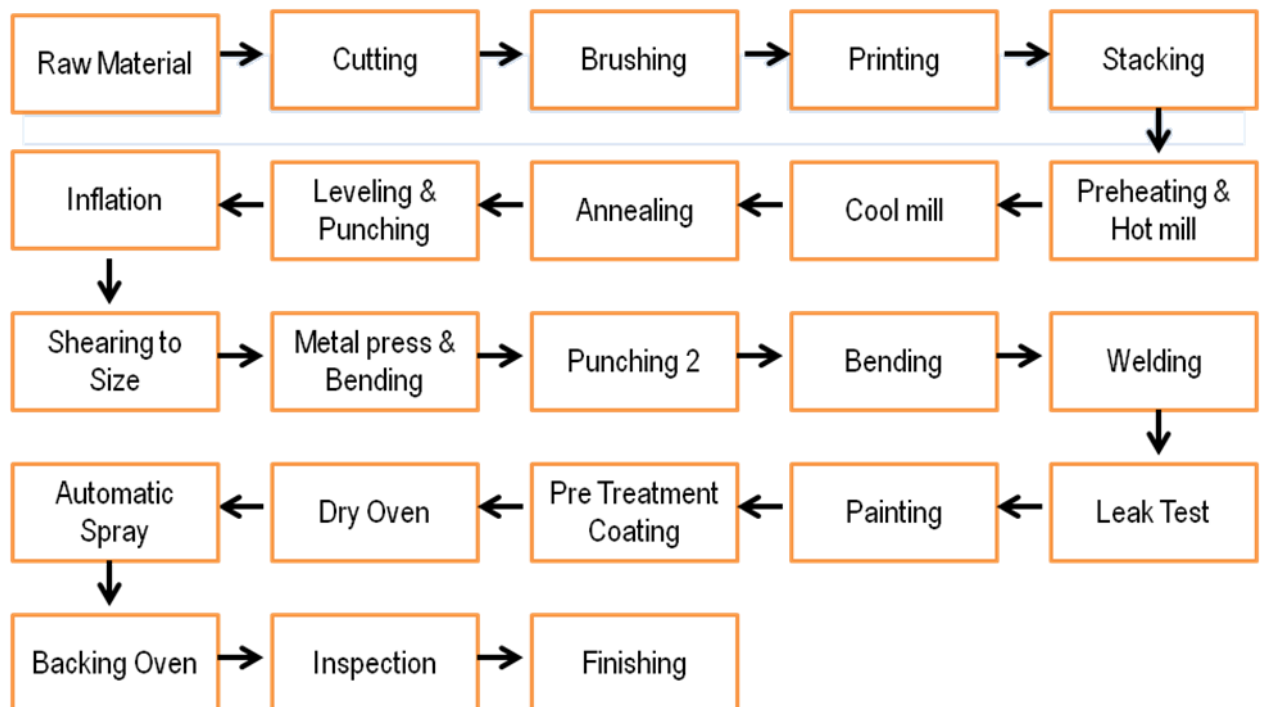 Raw Material
Cutting
Brushing
Printing
Stacking
Preheating &
Hot mill
Cool mill
Annealing
Leveling &
Punching
Inflation
Shearing to
Size
Metal press &
Bending
Punching 2
Bending
Welding
Leak Test
Painting
Pre Treatment
Coating
Dry Oven
Automatic
Spray
Backing Oven
Inspection
Finishing